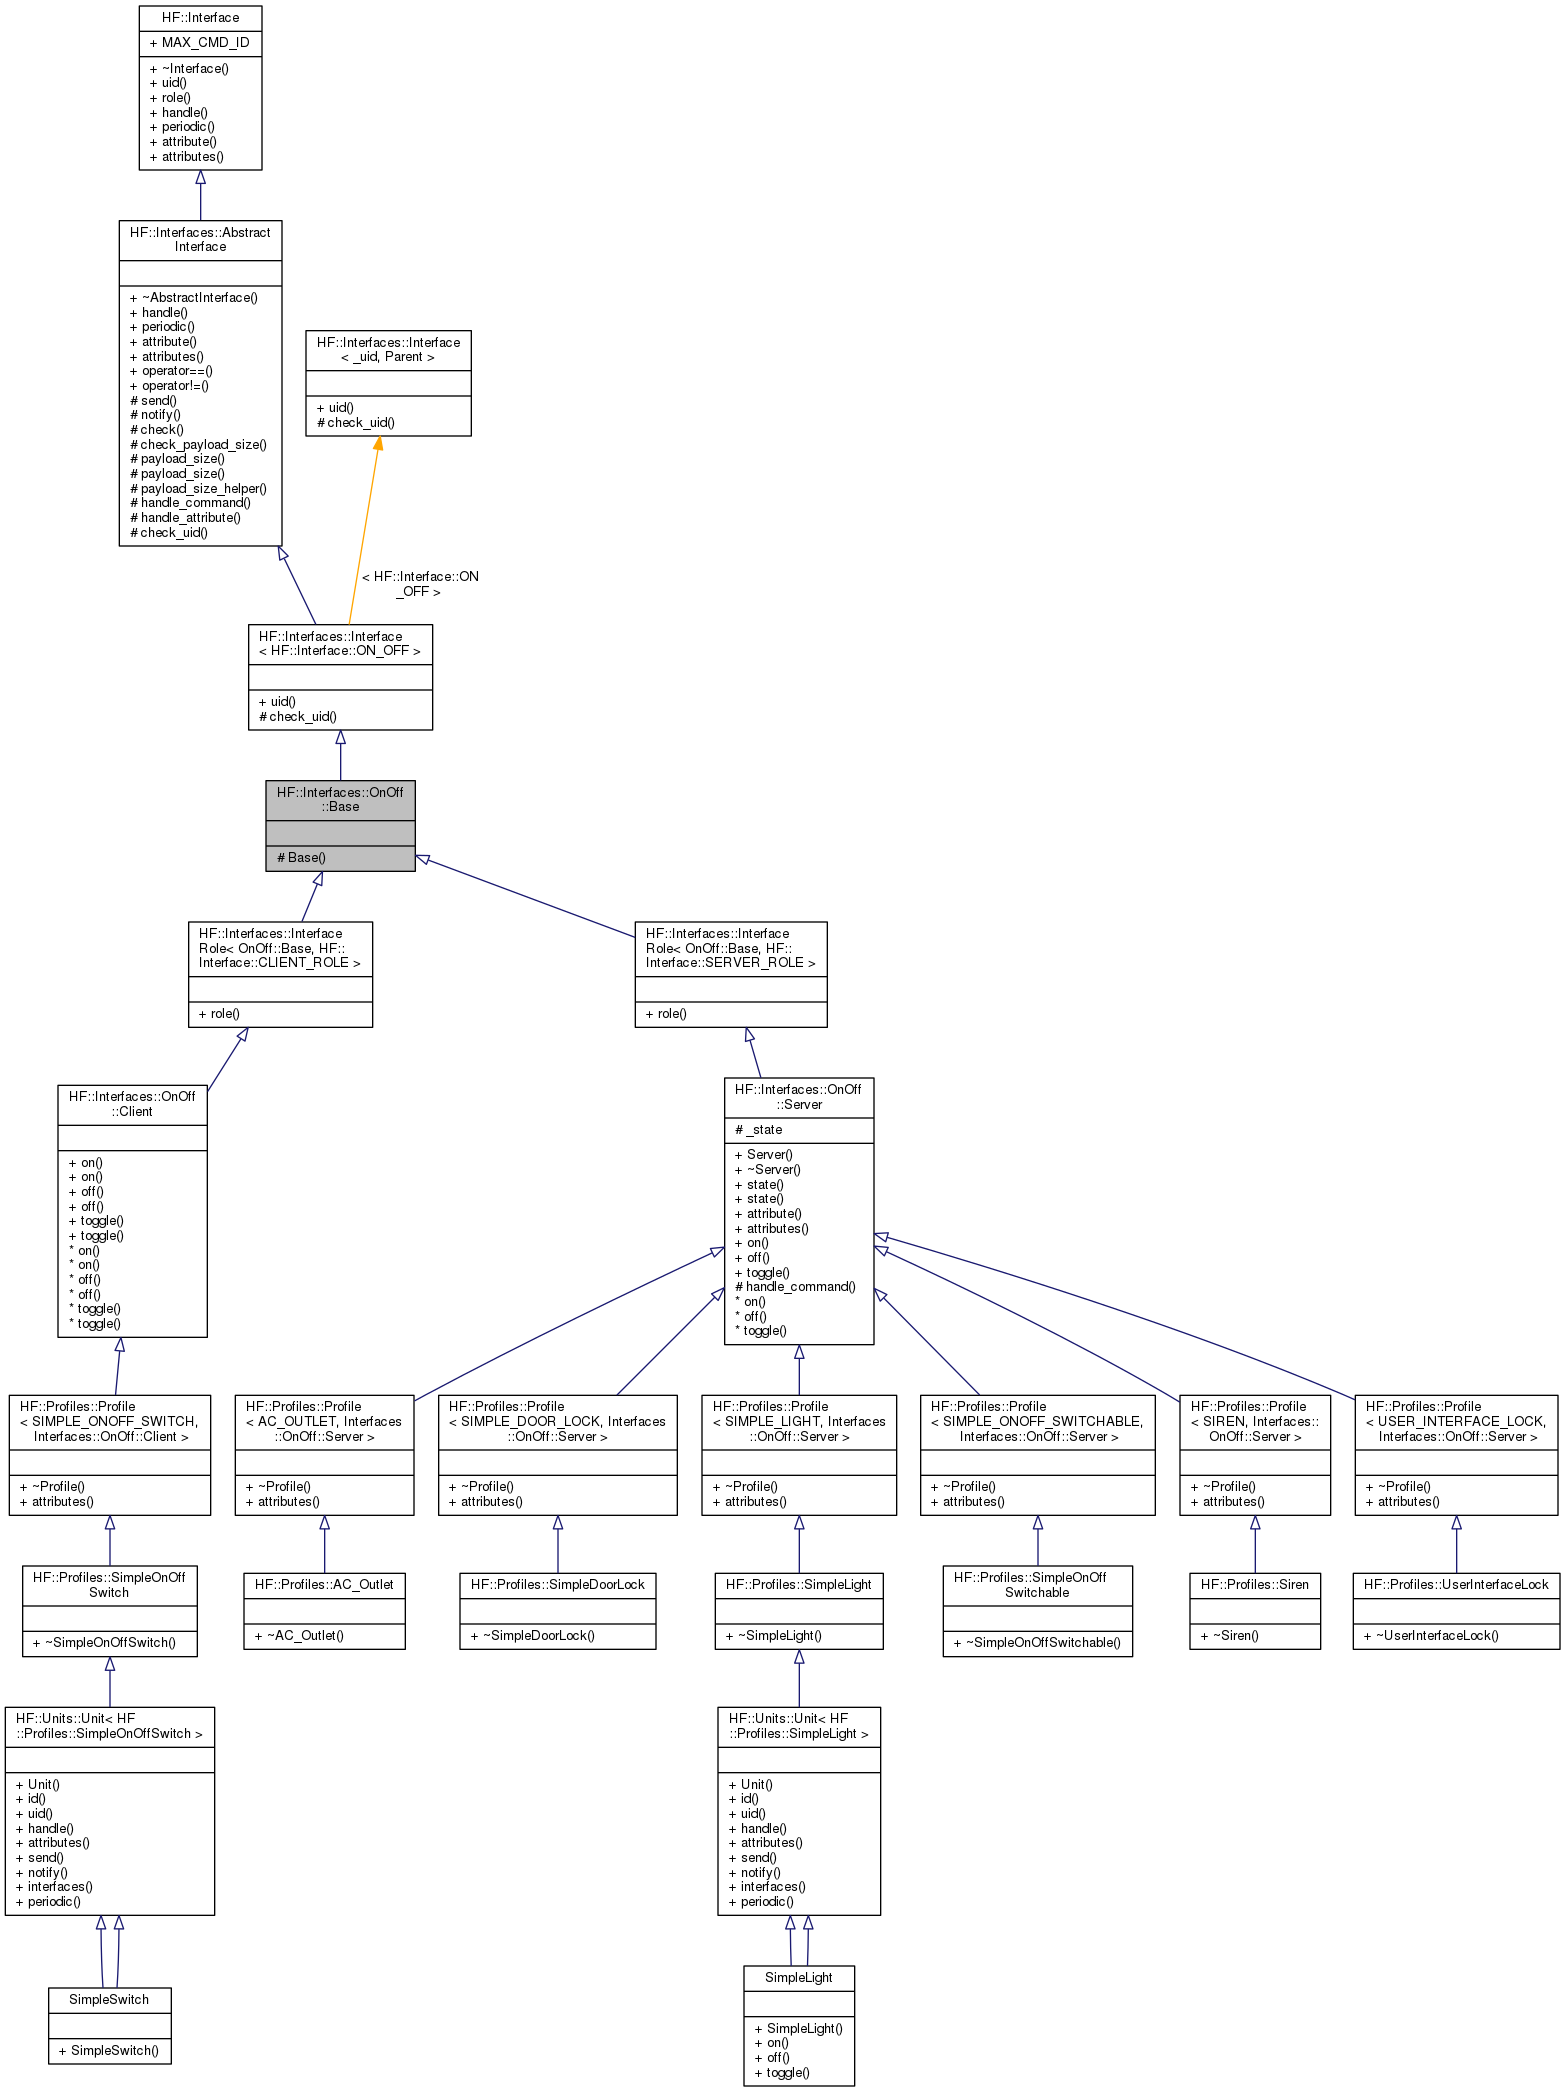 HF::Interface
+ MAX_CMD_ID
+ ~Interface()
+ uid()
+ role()
+ handle()
+ periodic()
+ attribute()
+ attributes()
HF::Interfaces::Abstract
Interface
+ ~AbstractInterface()
+ handle()
+ periodic()
+ attribute()
+ attributes()
+ operator==()
+ operator!=()
# send()
# notify()
# check()
# check_payload_size()
# payload_size()
# payload_size()
# payload_size_helper()
# handle_command()
# handle_attribute()
# check_uid()
HF::Interfaces::Interface
< _uid, Parent >
+ uid()
# check_uid()
< HF::Interface::ON
_OFF >
HF::Interfaces::Interface
< HF::Interface::ON_OFF >
+ uid()
# check_uid()
HF::Interfaces::OnOff
::Base
# Base()
HF::Interfaces::Interface
Role< OnOff::Base, HF::
Interface::CLIENT_ROLE >
+ role()
HF::Interfaces::Interface
Role< OnOff::Base, HF::
Interface::SERVER_ROLE >
+ role()
HF::Interfaces::OnOff
::Client
+ on()
+ on()
+ off()
+ off()
+ toggle()
+ toggle()
* on()
* on()
* off()
* off()
* toggle()
* toggle()
HF::Interfaces::OnOff
::Server
# _state
+ Server()
+ ~Server()
+ state()
+ state()
+ attribute()
+ attributes()
+ on()
+ off()
+ toggle()
# handle_command()
* on()
* off()
* toggle()
HF::Profiles::Profile
< SIMPLE_ONOFF_SWITCH,
Interfaces::OnOff::Client >
+ ~Profile()
+ attributes()
HF::Profiles::Profile
< AC_OUTLET, Interfaces
::OnOff::Server >
+ ~Profile()
+ attributes()
HF::Profiles::Profile
< SIMPLE_DOOR_LOCK, Interfaces
::OnOff::Server >
+ ~Profile()
+ attributes()
HF::Profiles::Profile
< SIMPLE_LIGHT, Interfaces
::OnOff::Server >
+ ~Profile()
+ attributes()
HF::Profiles::Profile
< SIMPLE_ONOFF_SWITCHABLE,
Interfaces::OnOff::Server >
+ ~Profile()
+ attributes()
HF::Profiles::Profile
< SIREN, Interfaces::
OnOff::Server >
+ ~Profile()
+ attributes()
HF::Profiles::Profile
< USER_INTERFACE_LOCK,
Interfaces::OnOff::Server >
+ ~Profile()
+ attributes()
HF::Profiles::SimpleOnOff
Switch
+ ~SimpleOnOffSwitch()
HF::Profiles::AC_Outlet
+ ~AC_Outlet()
HF::Profiles::SimpleDoorLock
+ ~SimpleDoorLock()
HF::Profiles::SimpleLight
+ ~SimpleLight()
HF::Profiles::SimpleOnOff
Switchable
+ ~SimpleOnOffSwitchable()
HF::Profiles::Siren
+ ~Siren()
HF::Profiles::UserInterfaceLock
+ ~UserInterfaceLock()
HF::Units::Unit< HF
::Profiles::SimpleOnOffSwitch >
+ Unit()
+ id()
+ uid()
+ handle()
+ attributes()
+ send()
+ notify()
+ interfaces()
+ periodic()
HF::Units::Unit< HF
::Profiles::SimpleLight >
+ Unit()
+ id()
+ uid()
+ handle()
+ attributes()
+ send()
+ notify()
+ interfaces()
+ periodic()
SimpleSwitch
+ SimpleSwitch()
SimpleLight
+ SimpleLight()
+ on()
+ off()
+ toggle()